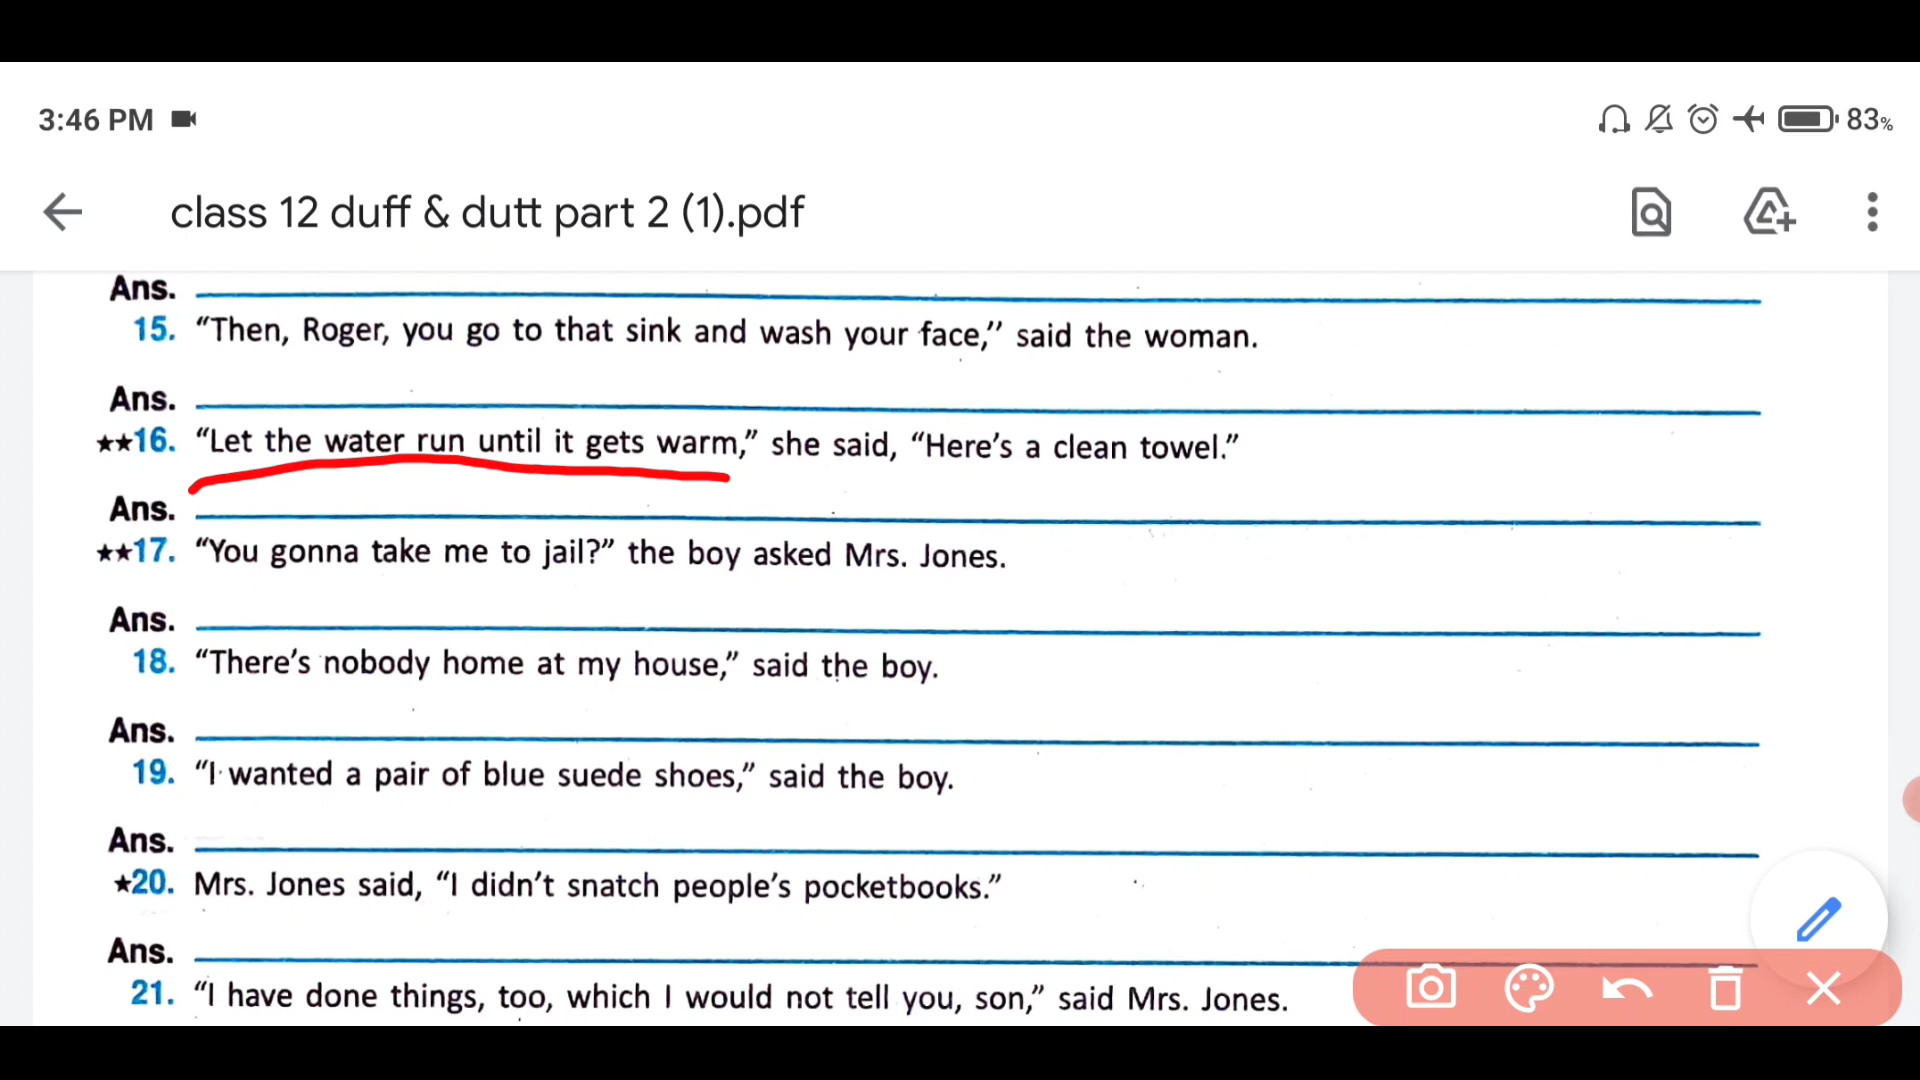 3:46 PM 83%
class 12 duff & dutt part 2 (1).pdf
Ans.
15. “Then, Roger, you go to that sink and wash your face,” said the woman.
Ans.
★★16. “Let the water run until it gets warm,” she said, “Here’s a clean towel.”
Ans.
★★17. “You gonna take me to jail?” the boy asked Mrs. Jones.
Ans.
18. “There’s nobody home at my house,” said the boy.
Ans.
19. “I wanted a pair of blue suede shoes,” said the boy.
Ans.
★20. Mrs. Jones said, “I didn’t snatch people’s pocketbooks.”
Ans.
21. “I have done things, too, which I would not tell you, son,” said Mrs. Jones.